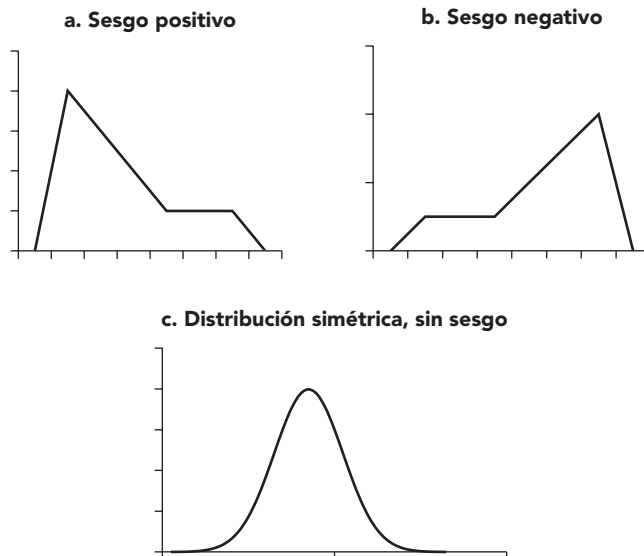 a. Sesgo positivo
b. Sesgo negativo
c. Distribución simétrica, sin sesgo